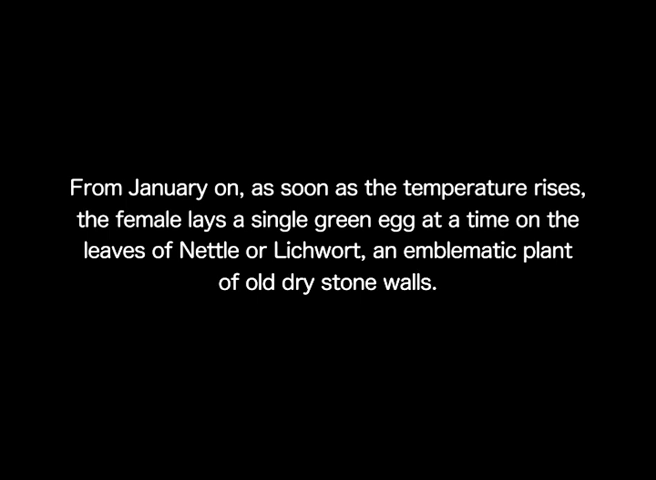 From January on, as soon as the temperature rises,
the female lays a single green egg at a time on the
leaves of Nettle or Lichwort, an emblematic plant
of old dry stone walls.